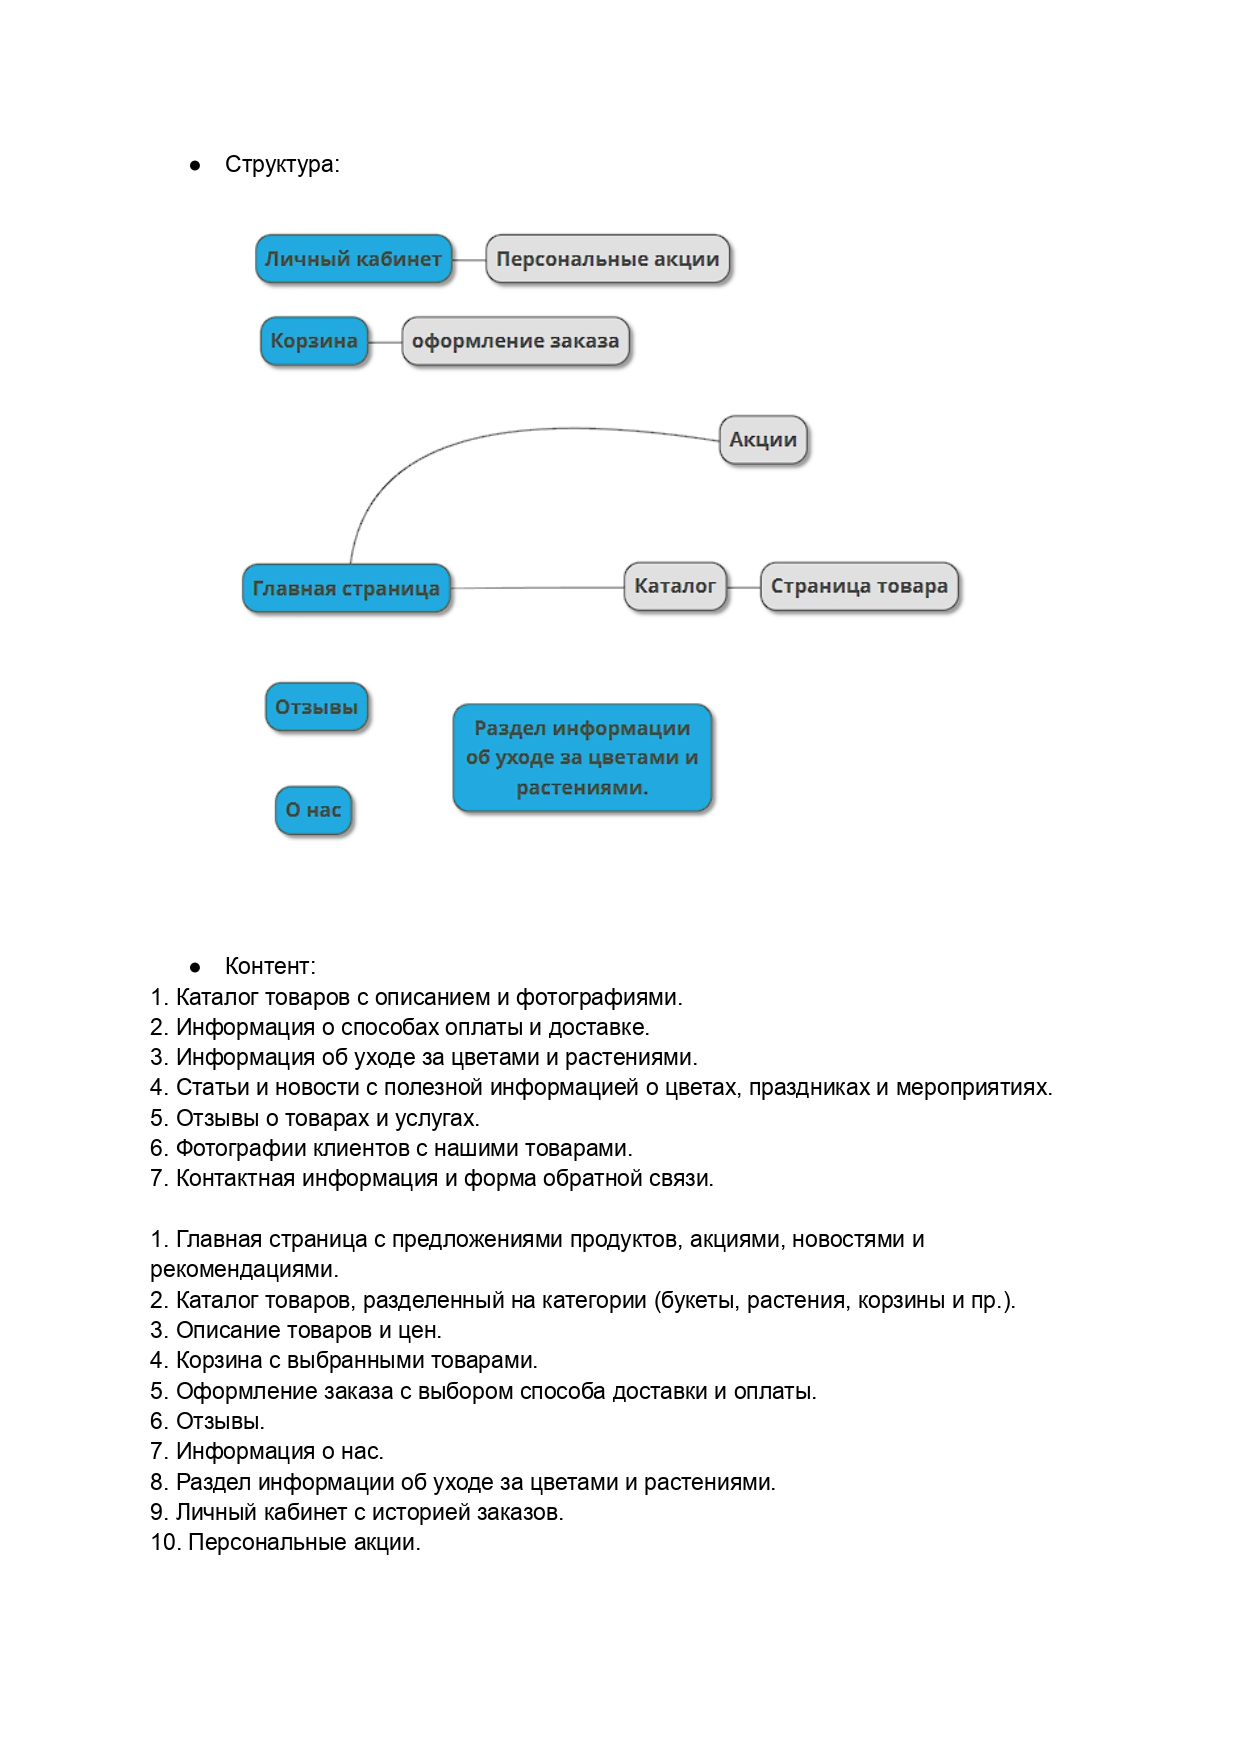 ● Структура:
Личный кабинет
Персональные акции
Корзина
оформление заказа
Акции
Главная страница
Каталог
Страница товара
Отзывы
Раздел информации
об уходе за цветами и
растениями.
О нас
● Контент:
1. Каталог товаров с описанием и фотографиями.
2. Информация о способах оплаты и доставке.
3. Информация об уходе за цветами и растениями.
4. Статьи и новости с полезной информацией о цветах, праздниках и мероприятиях.
5. Отзывы о товарах и услугах.
6. Фотографии клиентов с нашими товарами.
7. Контактная информация и форма обратной связи.
1. Главная страница с предложениями продуктов, акциями, новостями и
рекомендациями.
2. Каталог товаров, разделенный на категории (букеты, растения, корзины и пр.).
3. Описание товаров и цен.
4. Корзина с выбранными товарами.
5. Оформление заказа с выбором способа доставки и оплаты.
6. Отзывы.
7. Информация о нас.
8. Раздел информации об уходе за цветами и растениями.
9. Личный кабинет с историей заказов.
10. Персональные акции.